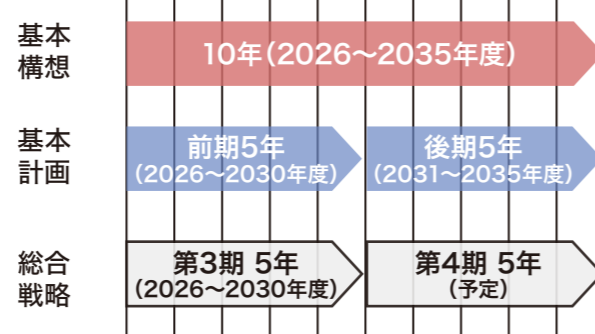 基本
構想
10年（2026〜2035年度）
基本
計画
前期5年
（2026〜2030年度）
後期5年
（2031〜2035年度）
総合
戦略
第3期 5年
（2026〜2030年度）
第4期 5年
（予定）